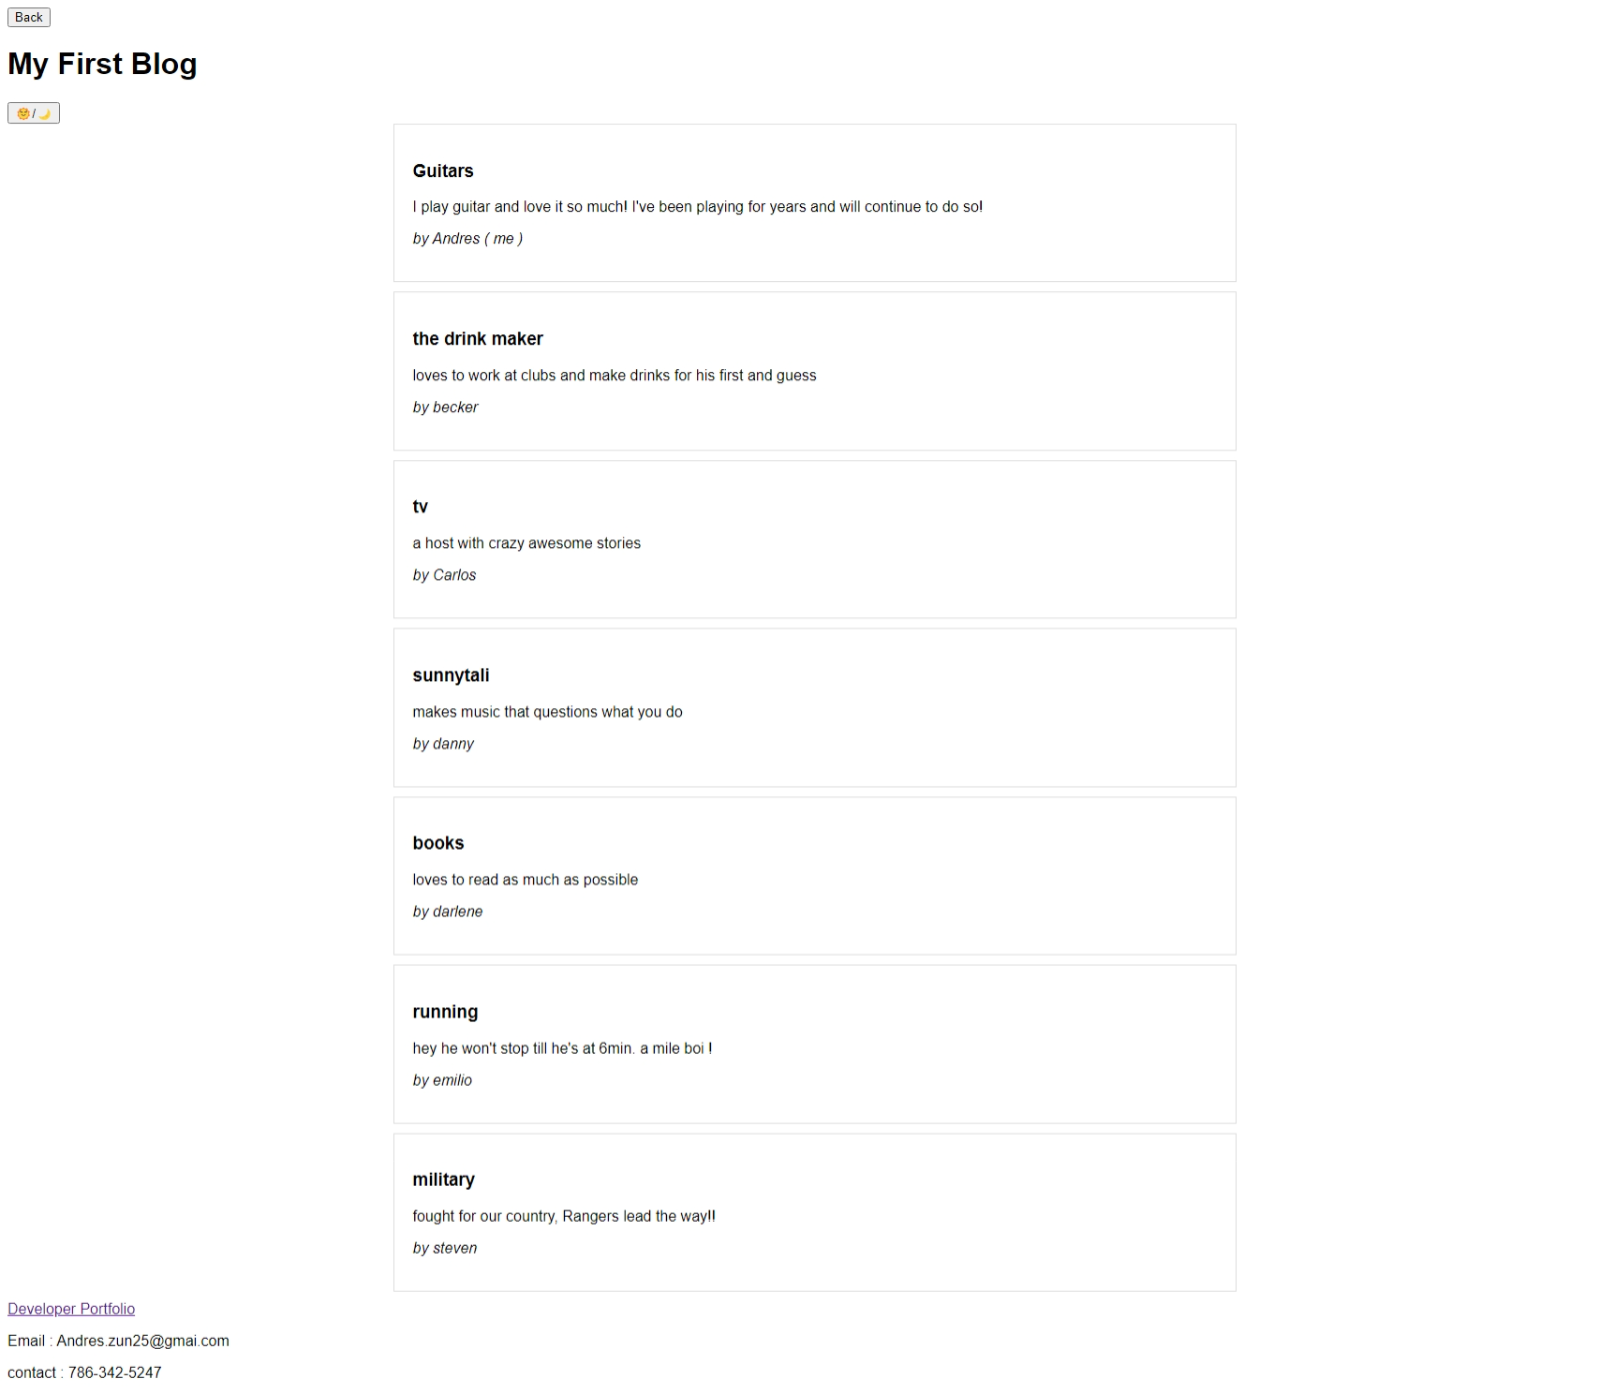 Back
My First Blog
🌞 / 🌙
Guitars
I play guitar and love it so much! I've been playing for years and will continue to do so!
by Andres ( me )
the drink maker
loves to work at clubs and make drinks for his first and guess
by becker
tv
a host with crazy awesome stories
by Carlos
sunnytali
makes music that questions what you do
by danny
books
loves to read as much as possible
by darlene
running
hey he won't stop till he's at 6min. a mile boi !
by emilio
military
fought for our country, Rangers lead the way!!
by steven
Developer Portfolio
Email : Andres.zun25@gmai.com
contact : 786-342-5247